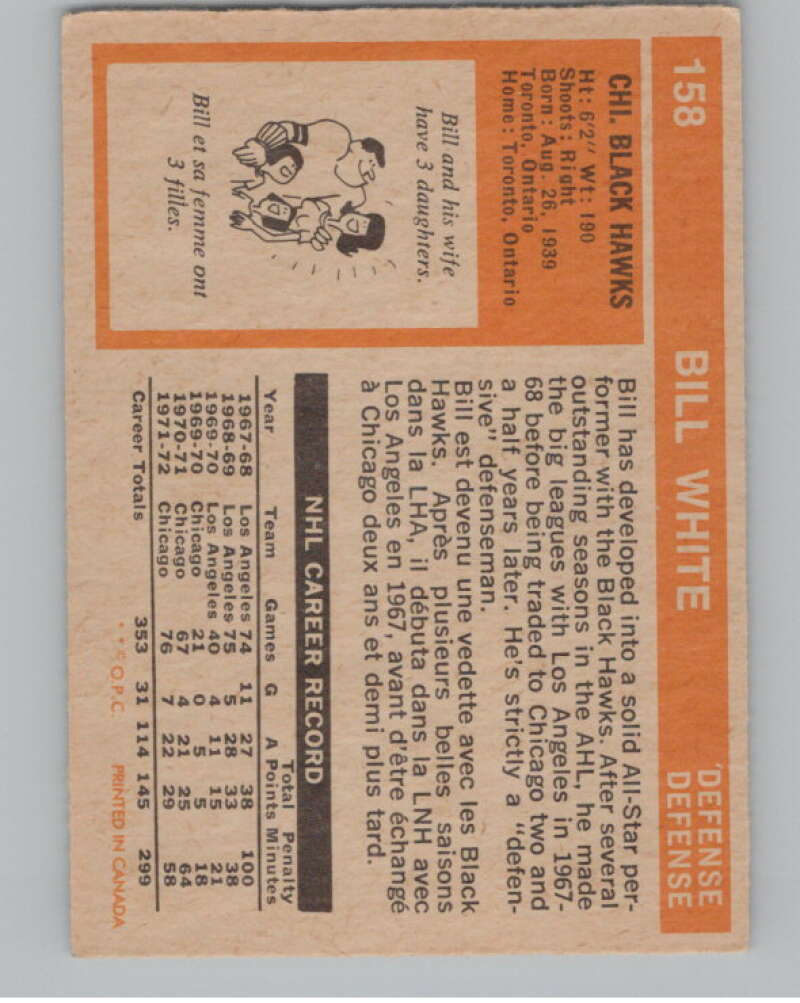 158 BILL WHITE 'DEFENSE
DEFENSE
CHI. BLACK HAWKS
Ht: 6'2" Wt: 190
Shoots: Right
Born: Aug. 26, 1939
Toronto, Ontario
Home: Toronto, Ontario
Bill and his wife
have 3 daughters.
Bill et sa femme ont
3 filles.
Bill has developed into a solid All-Star per-
former with the Black Hawks. After several
outstanding seasons in the AHL, he made
the big leagues with Los Angeles in 1967-
68 before being traded to Chicago two and
a half years later. He's strictly a "defen-
sive" defenseman.
Bill est devenu une vedette avec les Black
Hawks. Après plusieurs belles saisons
dans la LHA, il débuta dans la LNH avec
Los Angeles en 1967, avant d'être échangé
à Chicago deux ans et demi plus tard.
NHL CAREER RECORD
Total Penalty
Year Team Games G A Points Minutes
1967-68 Los Angeles 74 11 27 38 100
1968-69 Los Angeles 75 5 28 33 38
1969-70 Los Angeles 40 4 11 15 21
1969-70 Chicago 21 0 5 5 18
1970-71 Chicago 67 4 21 25 64
1971-72 Chicago 76 7 22 29 58
Career Totals 353 31 114 145 299
**© O.P.C. PRINTED IN CANADA